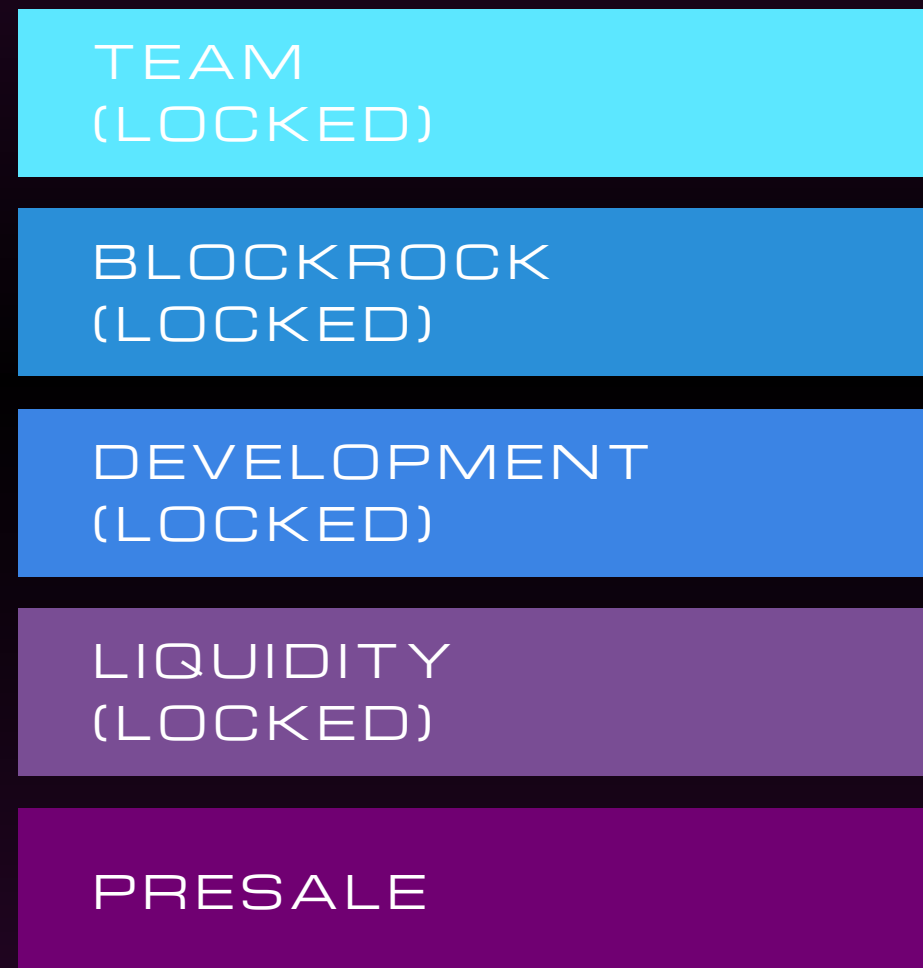 TEAM
(LOCKED)
BLOCKROCK
(LOCKED)
DEVELOPMENT
(LOCKED)
LIQUIDITY
(LOCKED)
PRESALE